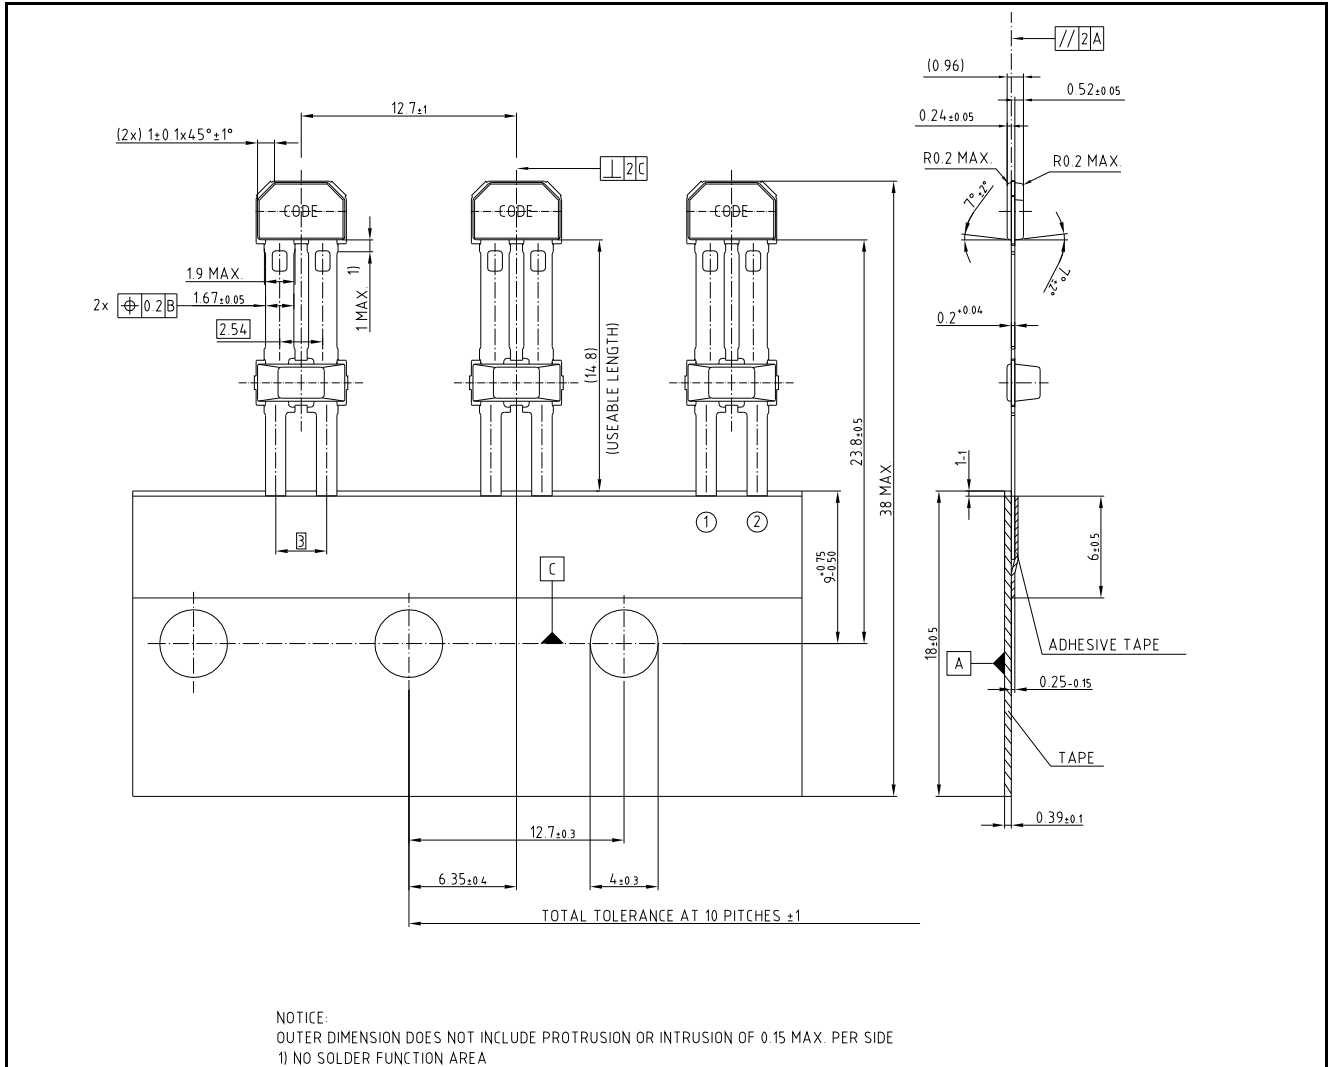 // 2 A
(0.96)
0.52±0.05
12.7±1
0.24±0.05
(2x) 1±0.1x45°±1°
R0.2 MAX.
R0.2 MAX.
⊥ 2 C
7°±2°
CODE
CODE
CODE
1.9 MAX.
1)
1 MAX.
7°±2°
2x ⌖ 0.2 B
1.67±0.05
2.54
0.2+0.04
(14.8)
(USEABLE LENGTH)
23.8±0.5
38 MAX.
1-1
1
2
3
C
9+0.75-0.50
6±0.5
18±0.5
ADHESIVE TAPE
A
0.25-0.15
TAPE
0.39±0.1
12.7±0.3
6.35±0.4
4±0.3
TOTAL TOLERANCE AT 10 PITCHES ±1
NOTICE:
OUTER DIMENSION DOES NOT INCLUDE PROTRUSION OR INTRUSION OF 0.15 MAX. PER SIDE
1) NO SOLDER FUNCTION AREA